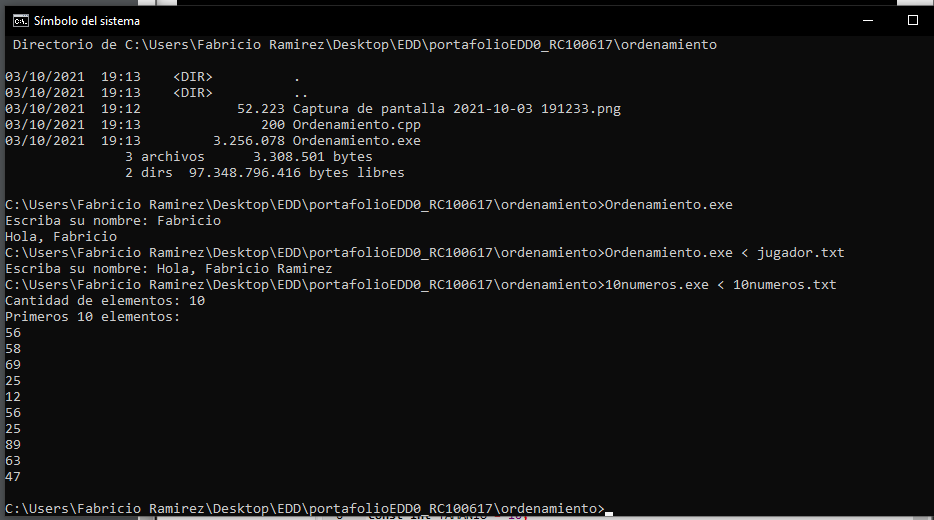 Símbolo del sistema
Directorio de C:\Users\Fabricio Ramirez\Desktop\EDD\portafolioEDD0_RC100617\ordenamiento
03/10/2021  19:13    <DIR>          .
03/10/2021  19:13    <DIR>          ..
03/10/2021  19:12            52.223 Captura de pantalla 2021-10-03 191233.png
03/10/2021  19:13               200 Ordenamiento.cpp
03/10/2021  19:13         3.256.078 Ordenamiento.exe
3 archivos      3.308.501 bytes
2 dirs  97.348.796.416 bytes libres
C:\Users\Fabricio Ramirez\Desktop\EDD\portafolioEDD0_RC100617\ordenamiento>Ordenamiento.exe
Escriba su nombre: Fabricio
Hola, Fabricio
C:\Users\Fabricio Ramirez\Desktop\EDD\portafolioEDD0_RC100617\ordenamiento>Ordenamiento.exe < jugador.txt
Escriba su nombre: Hola, Fabricio Ramirez
C:\Users\Fabricio Ramirez\Desktop\EDD\portafolioEDD0_RC100617\ordenamiento>10numeros.exe < 10numeros.txt
Cantidad de elementos: 10
Primeros 10 elementos:
56
58
69
25
12
56
25
89
63
47
C:\Users\Fabricio Ramirez\Desktop\EDD\portafolioEDD0_RC100617\ordenamiento>